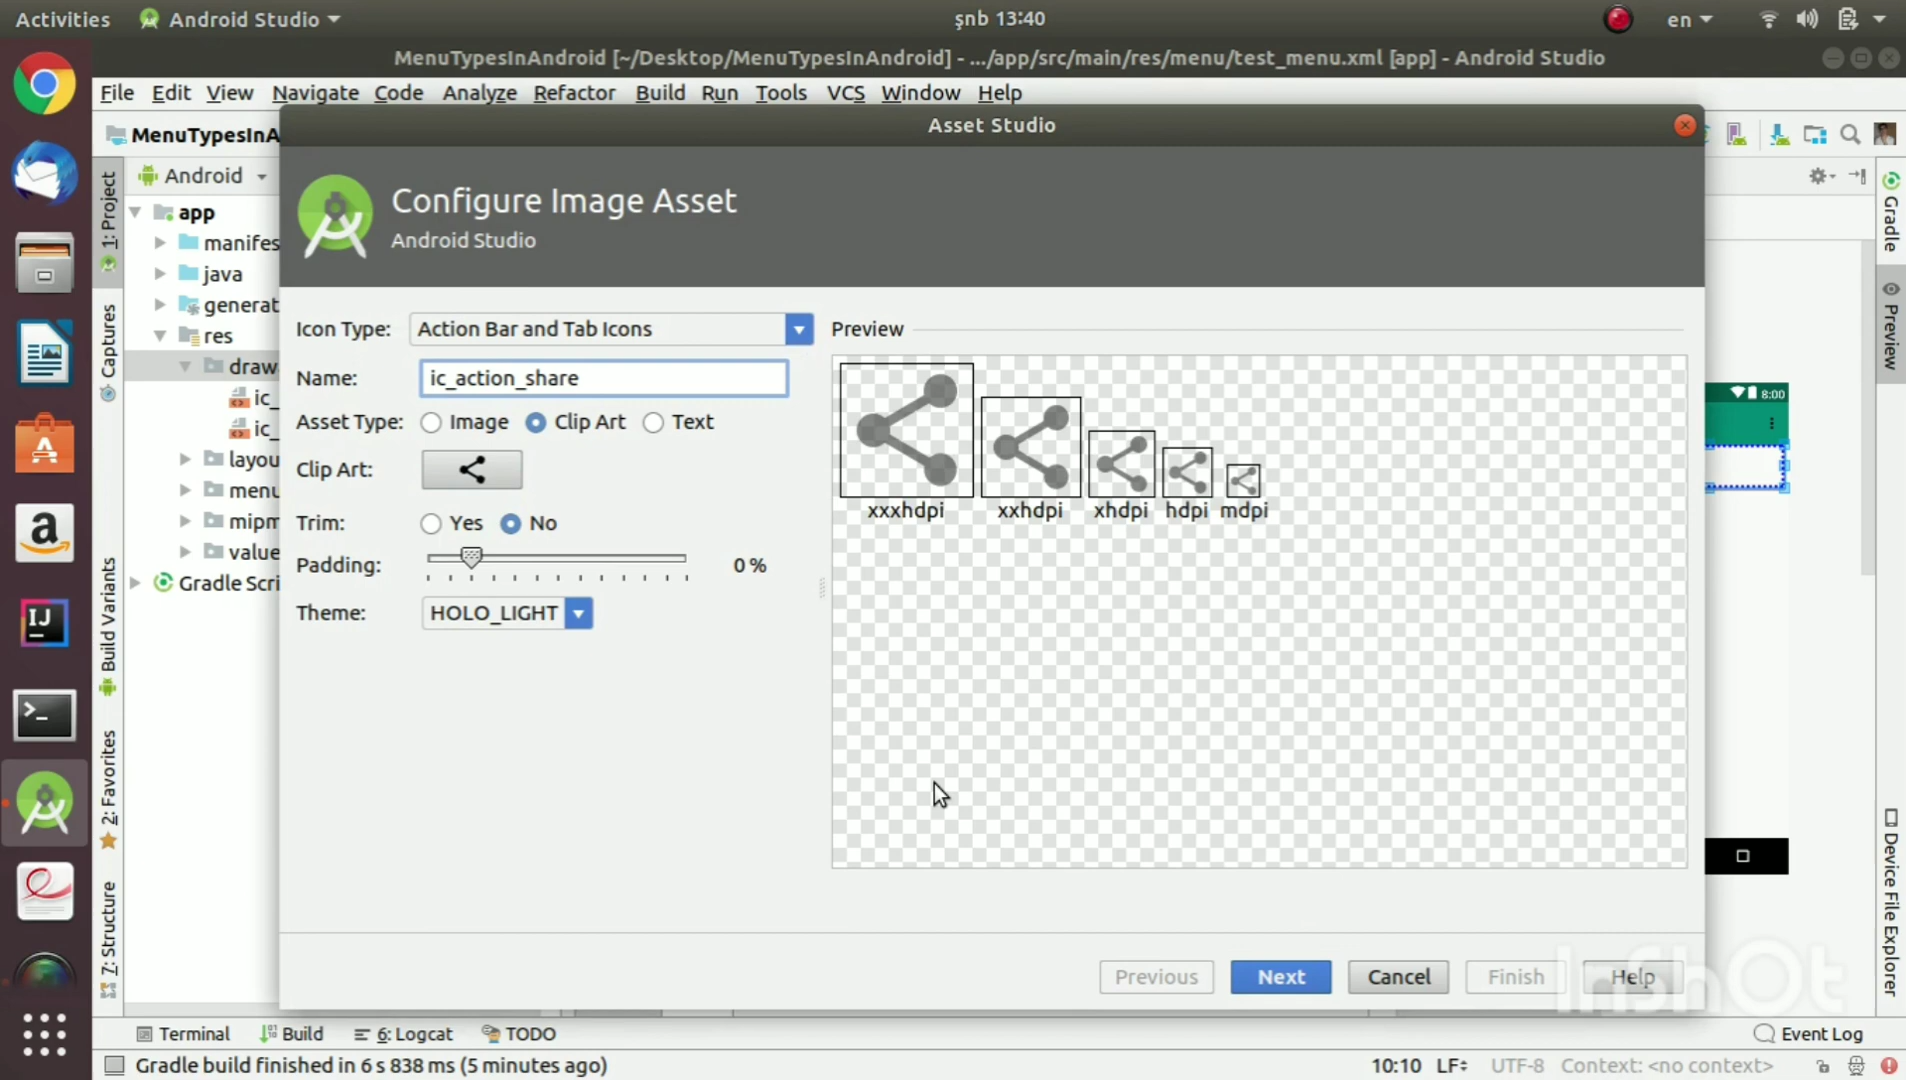 Activities Android Studio şnb 13:40 en
MenuTypesInAndroid [~/Desktop/MenuTypesInAndroid] - .../app/src/main/res/menu/test_menu.xml [app] - Android Studio
File Edit View Navigate Code Analyze Refactor Build Run Tools VCS Window Help
MenuTypesInA
Asset Studio
Android
Configure Image Asset
Android Studio
1: Project
Captures
Build Variants
2: Favorites
7: Structure
app
manifes
java
generat
res
draw
ic_
ic_
layou
menu
mipm
value
Gradle Scri
Icon Type: Action Bar and Tab Icons
Name: ic_action_share
Asset Type: Image Clip Art Text
Clip Art:
Trim: Yes No
Padding: 0 %
Theme: HOLO_LIGHT
Preview
xxxhdpi xxhdpi xhdpi hdpi mdpi
8:00
Gradle
Preview
Device File Explorer
Previous Next Cancel Finish Help
InShOt
Terminal Build 6: Logcat TODO Event Log
Gradle build finished in 6 s 838 ms (5 minutes ago) 10:10 LF UTF-8 Context: <no context>